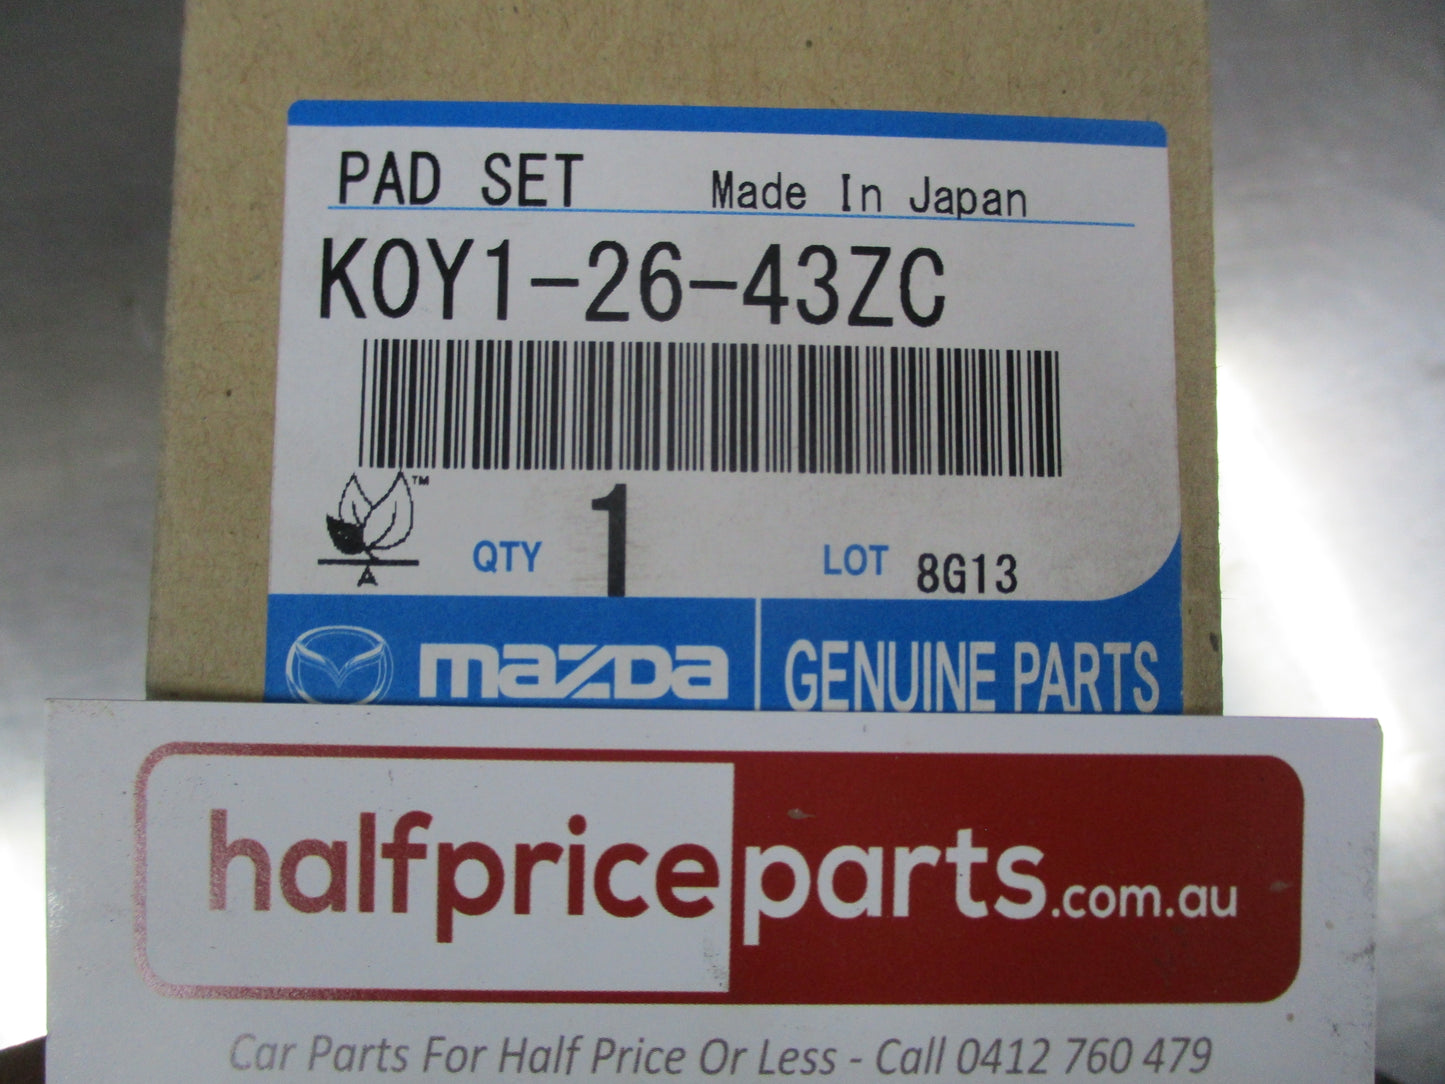 PAD SET Made In Japan
K0Y1-26-43ZC
TM
A
QTY 1 LOT 8G13
mazda GENUINE PARTS
halfpriceparts.com.au
Car Parts For Half Price Or Less - Call 0412 760 479